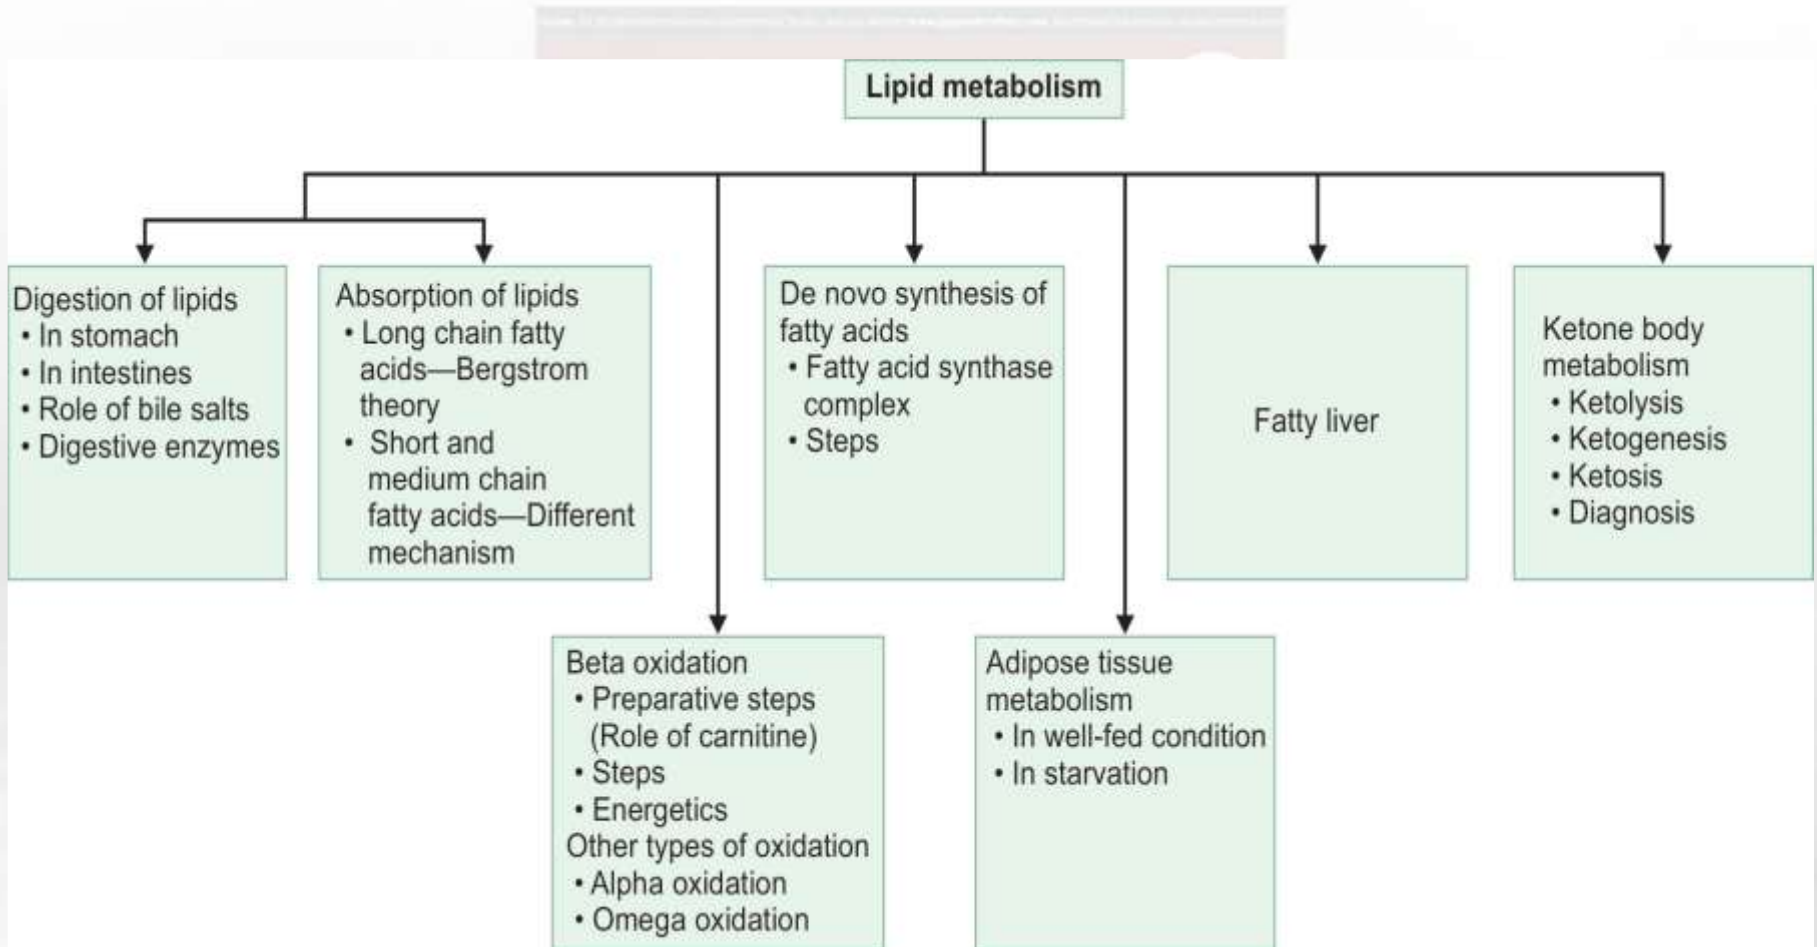 Lipid metabolism
Digestion of lipids
• In stomach
• In intestines
• Role of bile salts
• Digestive enzymes
Absorption of lipids
• Long chain fatty
acids—Bergstrom
theory
• Short and
medium chain
fatty acids—Different
mechanism
De novo synthesis of
fatty acids
• Fatty acid synthase
complex
• Steps
Fatty liver
Ketone body
metabolism
• Ketolysis
• Ketogenesis
• Ketosis
• Diagnosis
Beta oxidation
• Preparative steps
(Role of carnitine)
• Steps
• Energetics
Other types of oxidation
• Alpha oxidation
• Omega oxidation
Adipose tissue
metabolism
• In well-fed condition
• In starvation